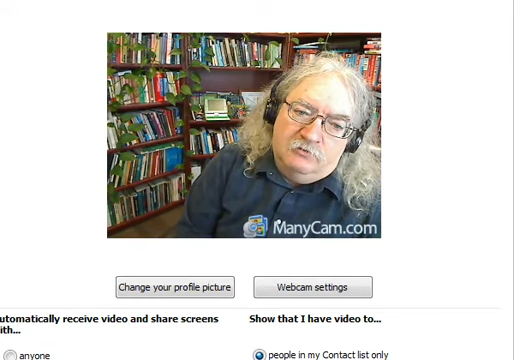 ManyCam.com
Change your profile picture
Webcam settings
utomatically receive video and share screens
ith...
Show that I have video to...
anyone
people in my Contact list only